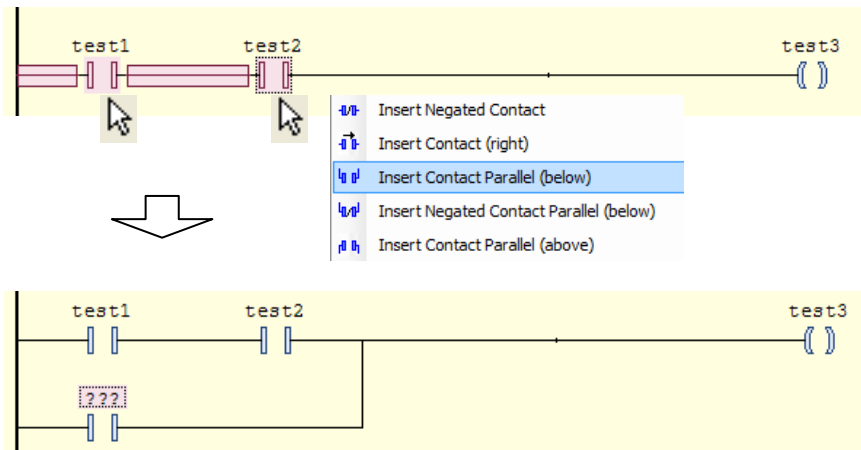 test1 test2 test3
Insert Negated Contact
Insert Contact (right)
Insert Contact Parallel (below)
Insert Negated Contact Parallel (below)
Insert Contact Parallel (above)
test1 test2 test3
???